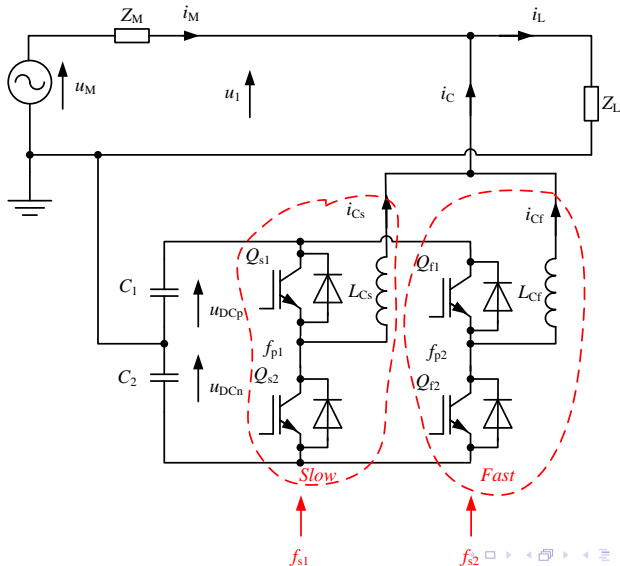 Z_M
i_M
i_L
u_M
u_1
i_C
Z_L
i_Cs
i_Cf
Q_s1
Q_f1
C_1
u_DCp
L_Cs
L_Cf
f_p1
f_p2
C_2
Q_s2
Q_f2
u_DCn
Slow
Fast
f_s1
f_s2